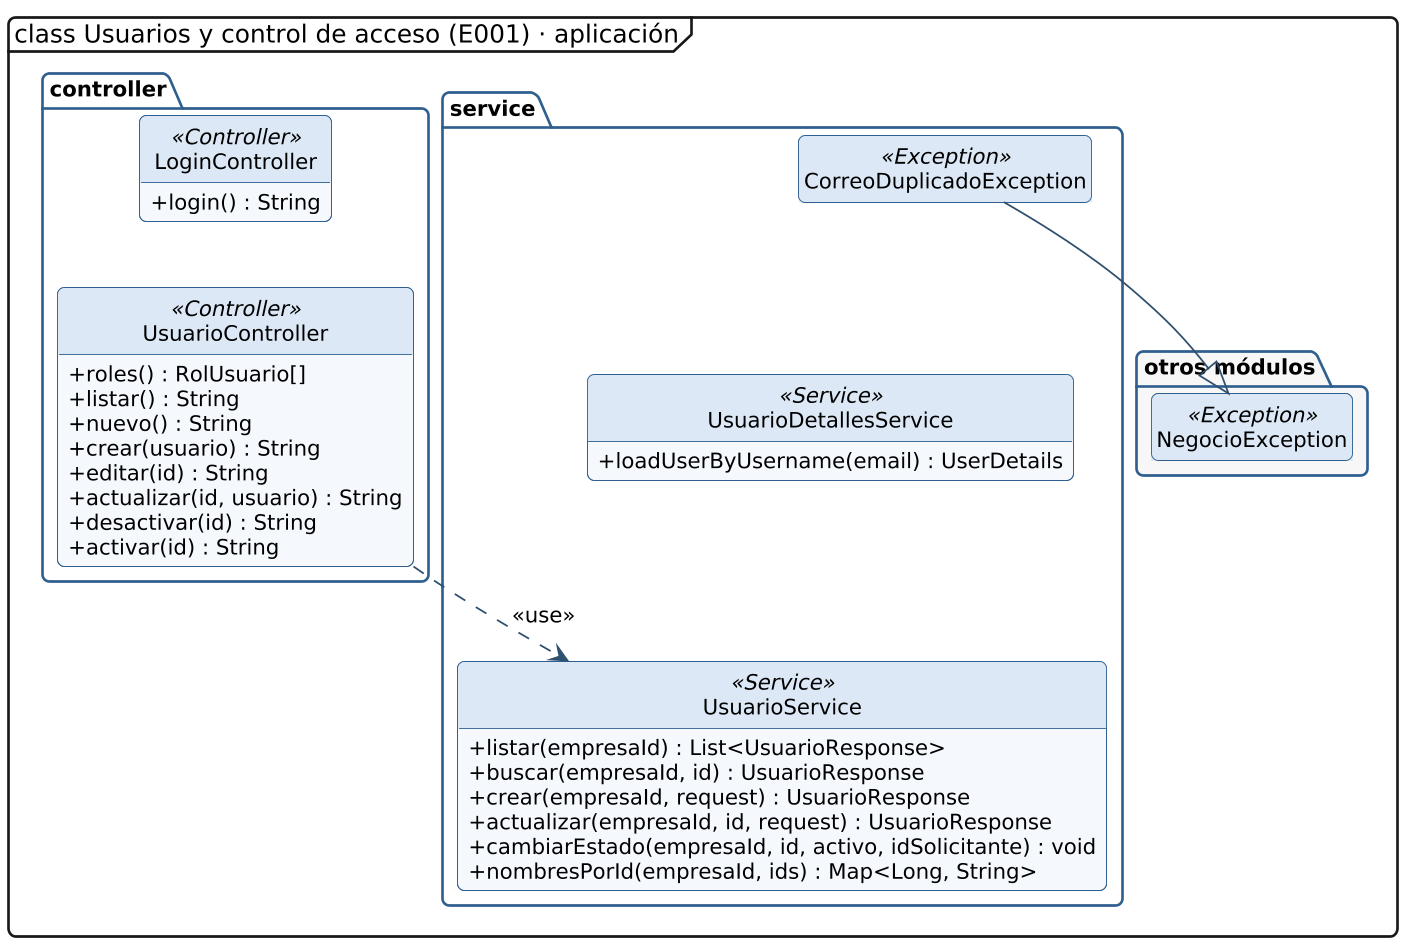 class Usuarios y control de acceso (E001) · aplicación
controller
«Controller»
LoginController
+login() : String
«Controller»
UsuarioController
+roles() : RolUsuario[]
+listar() : String
+nuevo() : String
+crear(usuario) : String
+editar(id) : String
+actualizar(id, usuario) : String
+desactivar(id) : String
+activar(id) : String
«use»
service
«Exception»
CorreoDuplicadoException
«Service»
UsuarioDetallesService
+loadUserByUsername(email) : UserDetails
«Service»
UsuarioService
+listar(empresaId) : List<UsuarioResponse>
+buscar(empresaId, id) : UsuarioResponse
+crear(empresaId, request) : UsuarioResponse
+actualizar(empresaId, id, request) : UsuarioResponse
+cambiarEstado(empresaId, id, activo, idSolicitante) : void
+nombresPorId(empresaId, ids) : Map<Long, String>
otros módulos
«Exception»
NegocioException